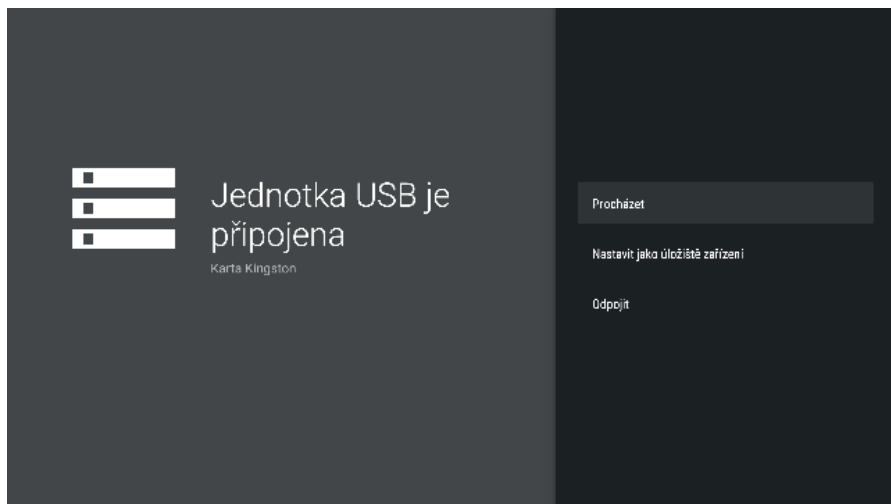 Jednotka USB je
připojena
Karta Kingston
Procházet
Nastavit jako úložiště zařízení
Odpojit